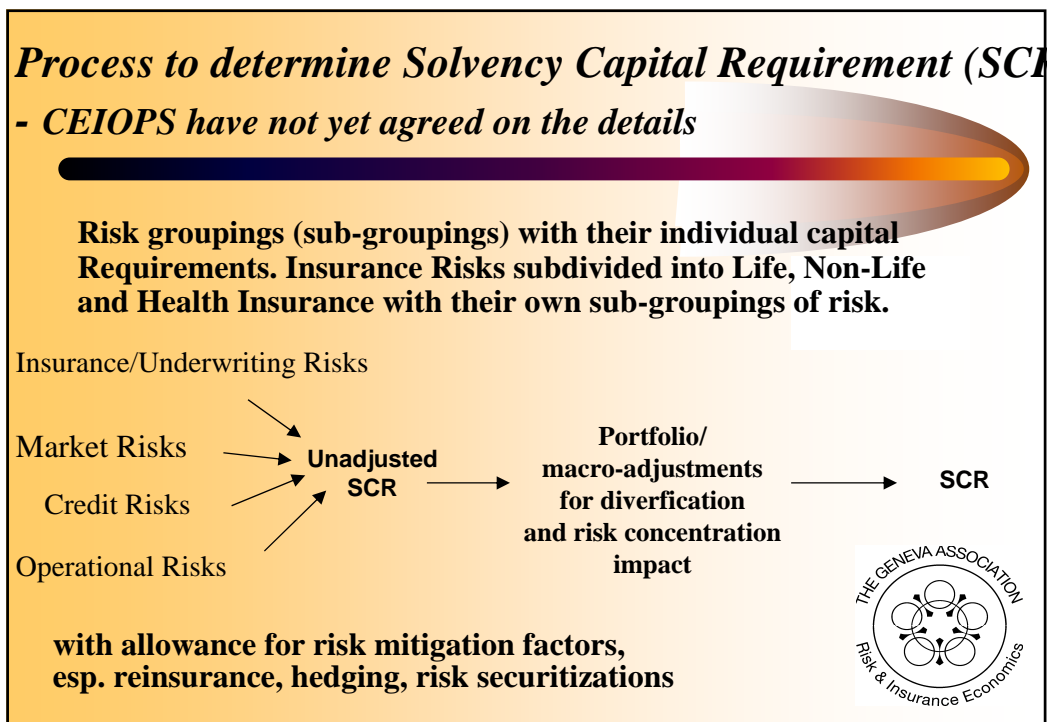 Process to determine Solvency Capital Requirement (SCI
- CEIOPS have not yet agreed on the details
Risk groupings (sub-groupings) with their individual capital
Requirements. Insurance Risks subdivided into Life, Non-Life
and Health Insurance with their own sub-groupings of risk.
Insurance/Underwriting Risks
Market Risks
Credit Risks
Operational Risks
Unadjusted
SCR
Portfolio/
macro-adjustments
for diverfication
and risk concentration
impact
SCR
with allowance for risk mitigation factors,
esp. reinsurance, hedging, risk securitizations
THE GENEVA ASSOCIATION
Risk & Insurance Economics